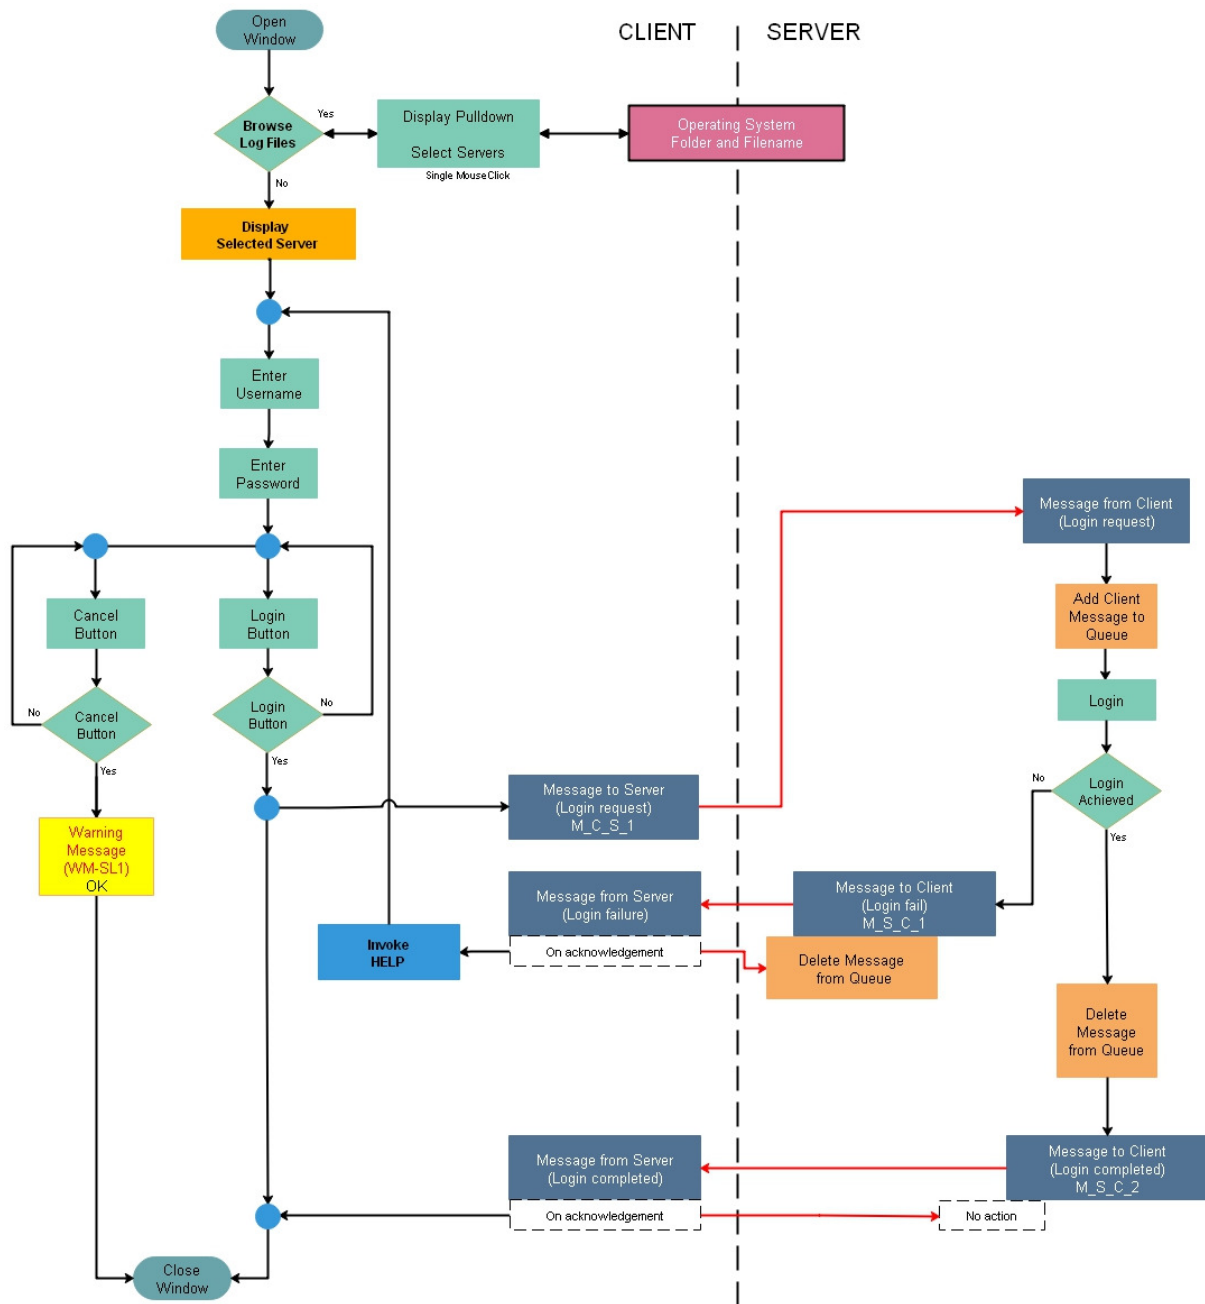 Open
Window
CLIENT
SERVER
Browse
Log Files
Yes
Display Pulldown
Select Servers
Single MouseClick
Operating System
Folder and Filename
No
Display
Selected Server
Enter
Username
Enter
Password
Message from Client
(Login request)
Cancel
Button
Login
Button
Add Client
Message to
Queue
Login
No
Cancel
Button
Login
Button
No
Yes
Yes
Message to Server
(Login request)
M_C_S_1
No
Login
Achieved
Yes
Warning
Message
(WM-SL1)
OK
Message from Server
(Login failure)
Message to Client
(Login fail)
M_S_C_1
Invoke
HELP
On acknowledgement
Delete Message
from Queue
Delete
Message
from Queue
Message from Server
(Login completed)
Message to Client
(Login completed)
M_S_C_2
On acknowledgement
No action
Close
Window